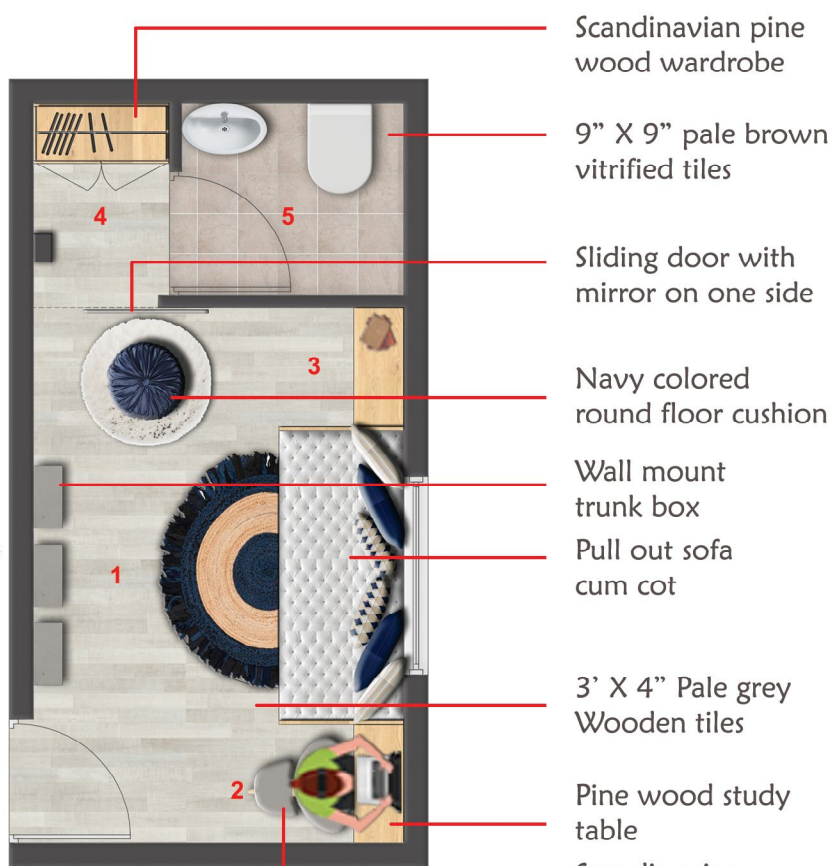 Scandinavian pine
wood wardrobe
9” X 9” pale brown
vitrified tiles
4
5
Sliding door with
mirror on one side
3
Navy colored
round floor cushion
Wall mount
trunk box
Pull out sofa
cum cot
1
3’ X 4” Pale grey
Wooden tiles
2
Pine wood study
table